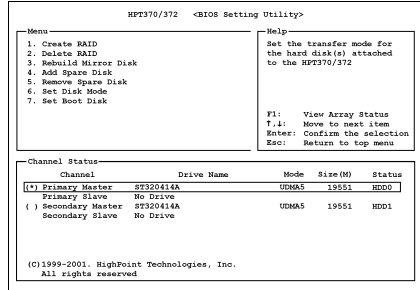 HPT370/372 <BIOS Setting Utility>
Menu
1. Create RAID
2. Delete RAID
3. Rebuild Mirror Disk
4. Add Spare Disk
5. Remove Spare Disk
6. Set Disk Mode
7. Set Boot Disk
Help
Set the transfer mode for
the hard disk(s) attached
to the HPT370/372
F1: View Array Status
↑,↓: Move to next item
Enter: Confirm the selection
Esc: Return to top menu
Channel Status
Channel Drive Name Mode Size(M) Status
(*) Primary Master ST320414A UDMA5 19551 HDD0
Primary Slave No Drive
( ) Secondary Master ST320414A UDMA5 19551 HDD1
Secondary Slave No Drive
(C)1999-2001. HighPoint Technologies, Inc.
All rights reserved